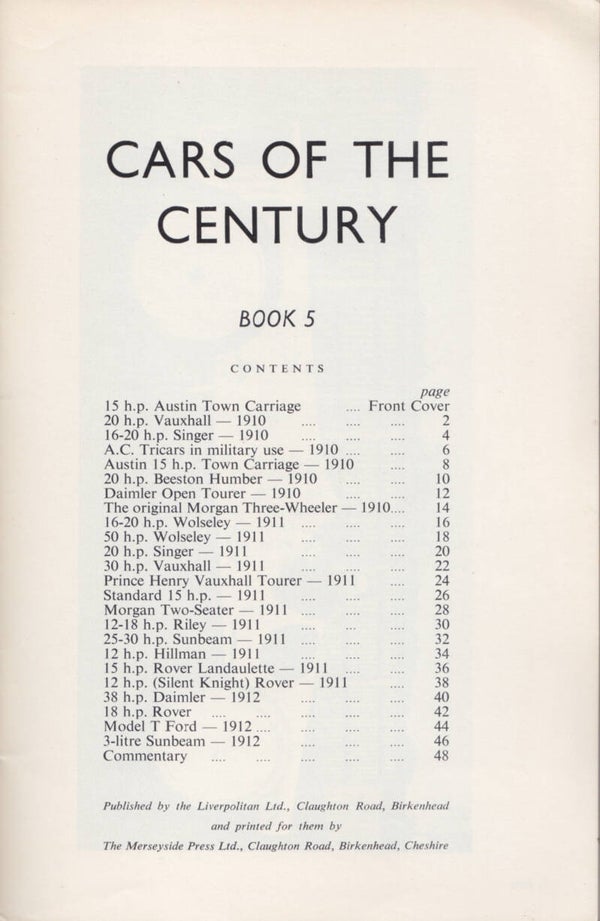 CARS OF THE
CENTURY
BOOK 5
CONTENTS
page
15 h.p. Austin Town Carriage .... Front Cover
20 h.p. Vauxhall — 1910 .... .... .... 2
16-20 h.p. Singer — 1910 .... .... .... 4
A.C. Tricars in military use — 1910 .... .... 6
Austin 15 h.p. Town Carriage — 1910 .... 8
20 h.p. Beeston Humber — 1910 .... .... 10
Daimler Open Tourer — 1910 .... .... 12
The original Morgan Three-Wheeler — 1910.... 14
16-20 h.p. Wolseley — 1911 .... .... .... 16
50 h.p. Wolseley — 1911 .... .... .... 18
20 h.p. Singer — 1911 .... .... .... 20
30 h.p. Vauxhall — 1911 .... .... .... 22
Prince Henry Vauxhall Tourer — 1911 .... 24
Standard 15 h.p. — 1911 .... .... .... 26
Morgan Two-Seater — 1911 .... ... .... 28
12-18 h.p. Riley — 1911 .... ... .... 30
25-30 h.p. Sunbeam — 1911 .... .... .... 32
12 h.p. Hillman — 1911 .... .... .... 34
15 h.p. Rover Landaulette — 1911 .... .... 36
12 h.p. (Silent Knight) Rover — 1911 .... 38
38 h.p. Daimler — 1912 .... .... .... 40
18 h.p. Rover .... .... .... .... .... 42
Model T Ford — 1912 .... .... .... .... 44
3-litre Sunbeam — 1912 .... .... .... 46
Commentary .... .... .... .... .... 48
Published by the Liverpolitan Ltd., Claughton Road, Birkenhead
and printed for them by
The Merseyside Press Ltd., Claughton Road, Birkenhead, Cheshire